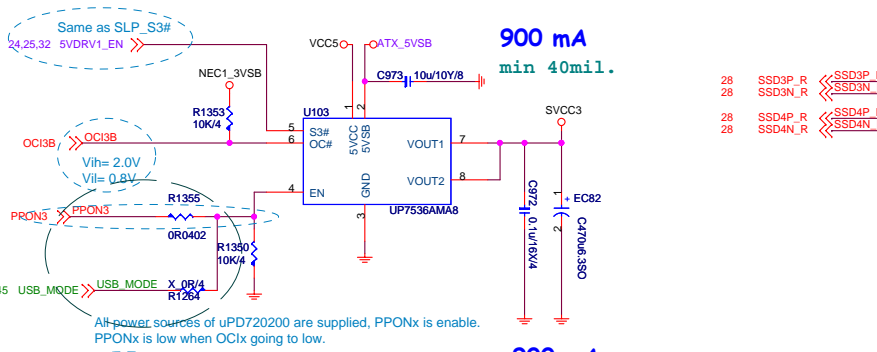 Same as SLP_S3#
24,25,32 5VDRV1_EN
VCC5
ATX_5VSB
900 mA
min 40mil.
C973 10u/10Y/8
NEC1_3VSB
R1353
10K/4
U103
1
2
SVCC3
28 SSD3P_R SSD3P_
28 SSD3N_R SSD3N_
28 SSD4P_R SSD4P_
28 SSD4N_R SSD4N_
OCI3B OCI3B
5 S3#
6 OC#
5VCC
5VSB
VOUT1 7
VOUT2 8
4 EN
GND
3
UP7536AMA8
Vih= 2.0V
Vil= 0.8V
R1355
PPON3 PPON3
0R0402
R1350
10K/4
C972 0.1u/16X/4
1
+ EC82
2
C470u6.3SO
45 USB_MODE USB_MODE X_0R/4
R1264
All power sources of uPD720200 are supplied, PPONx is enable.
PPONx is low when OCIx going to low.